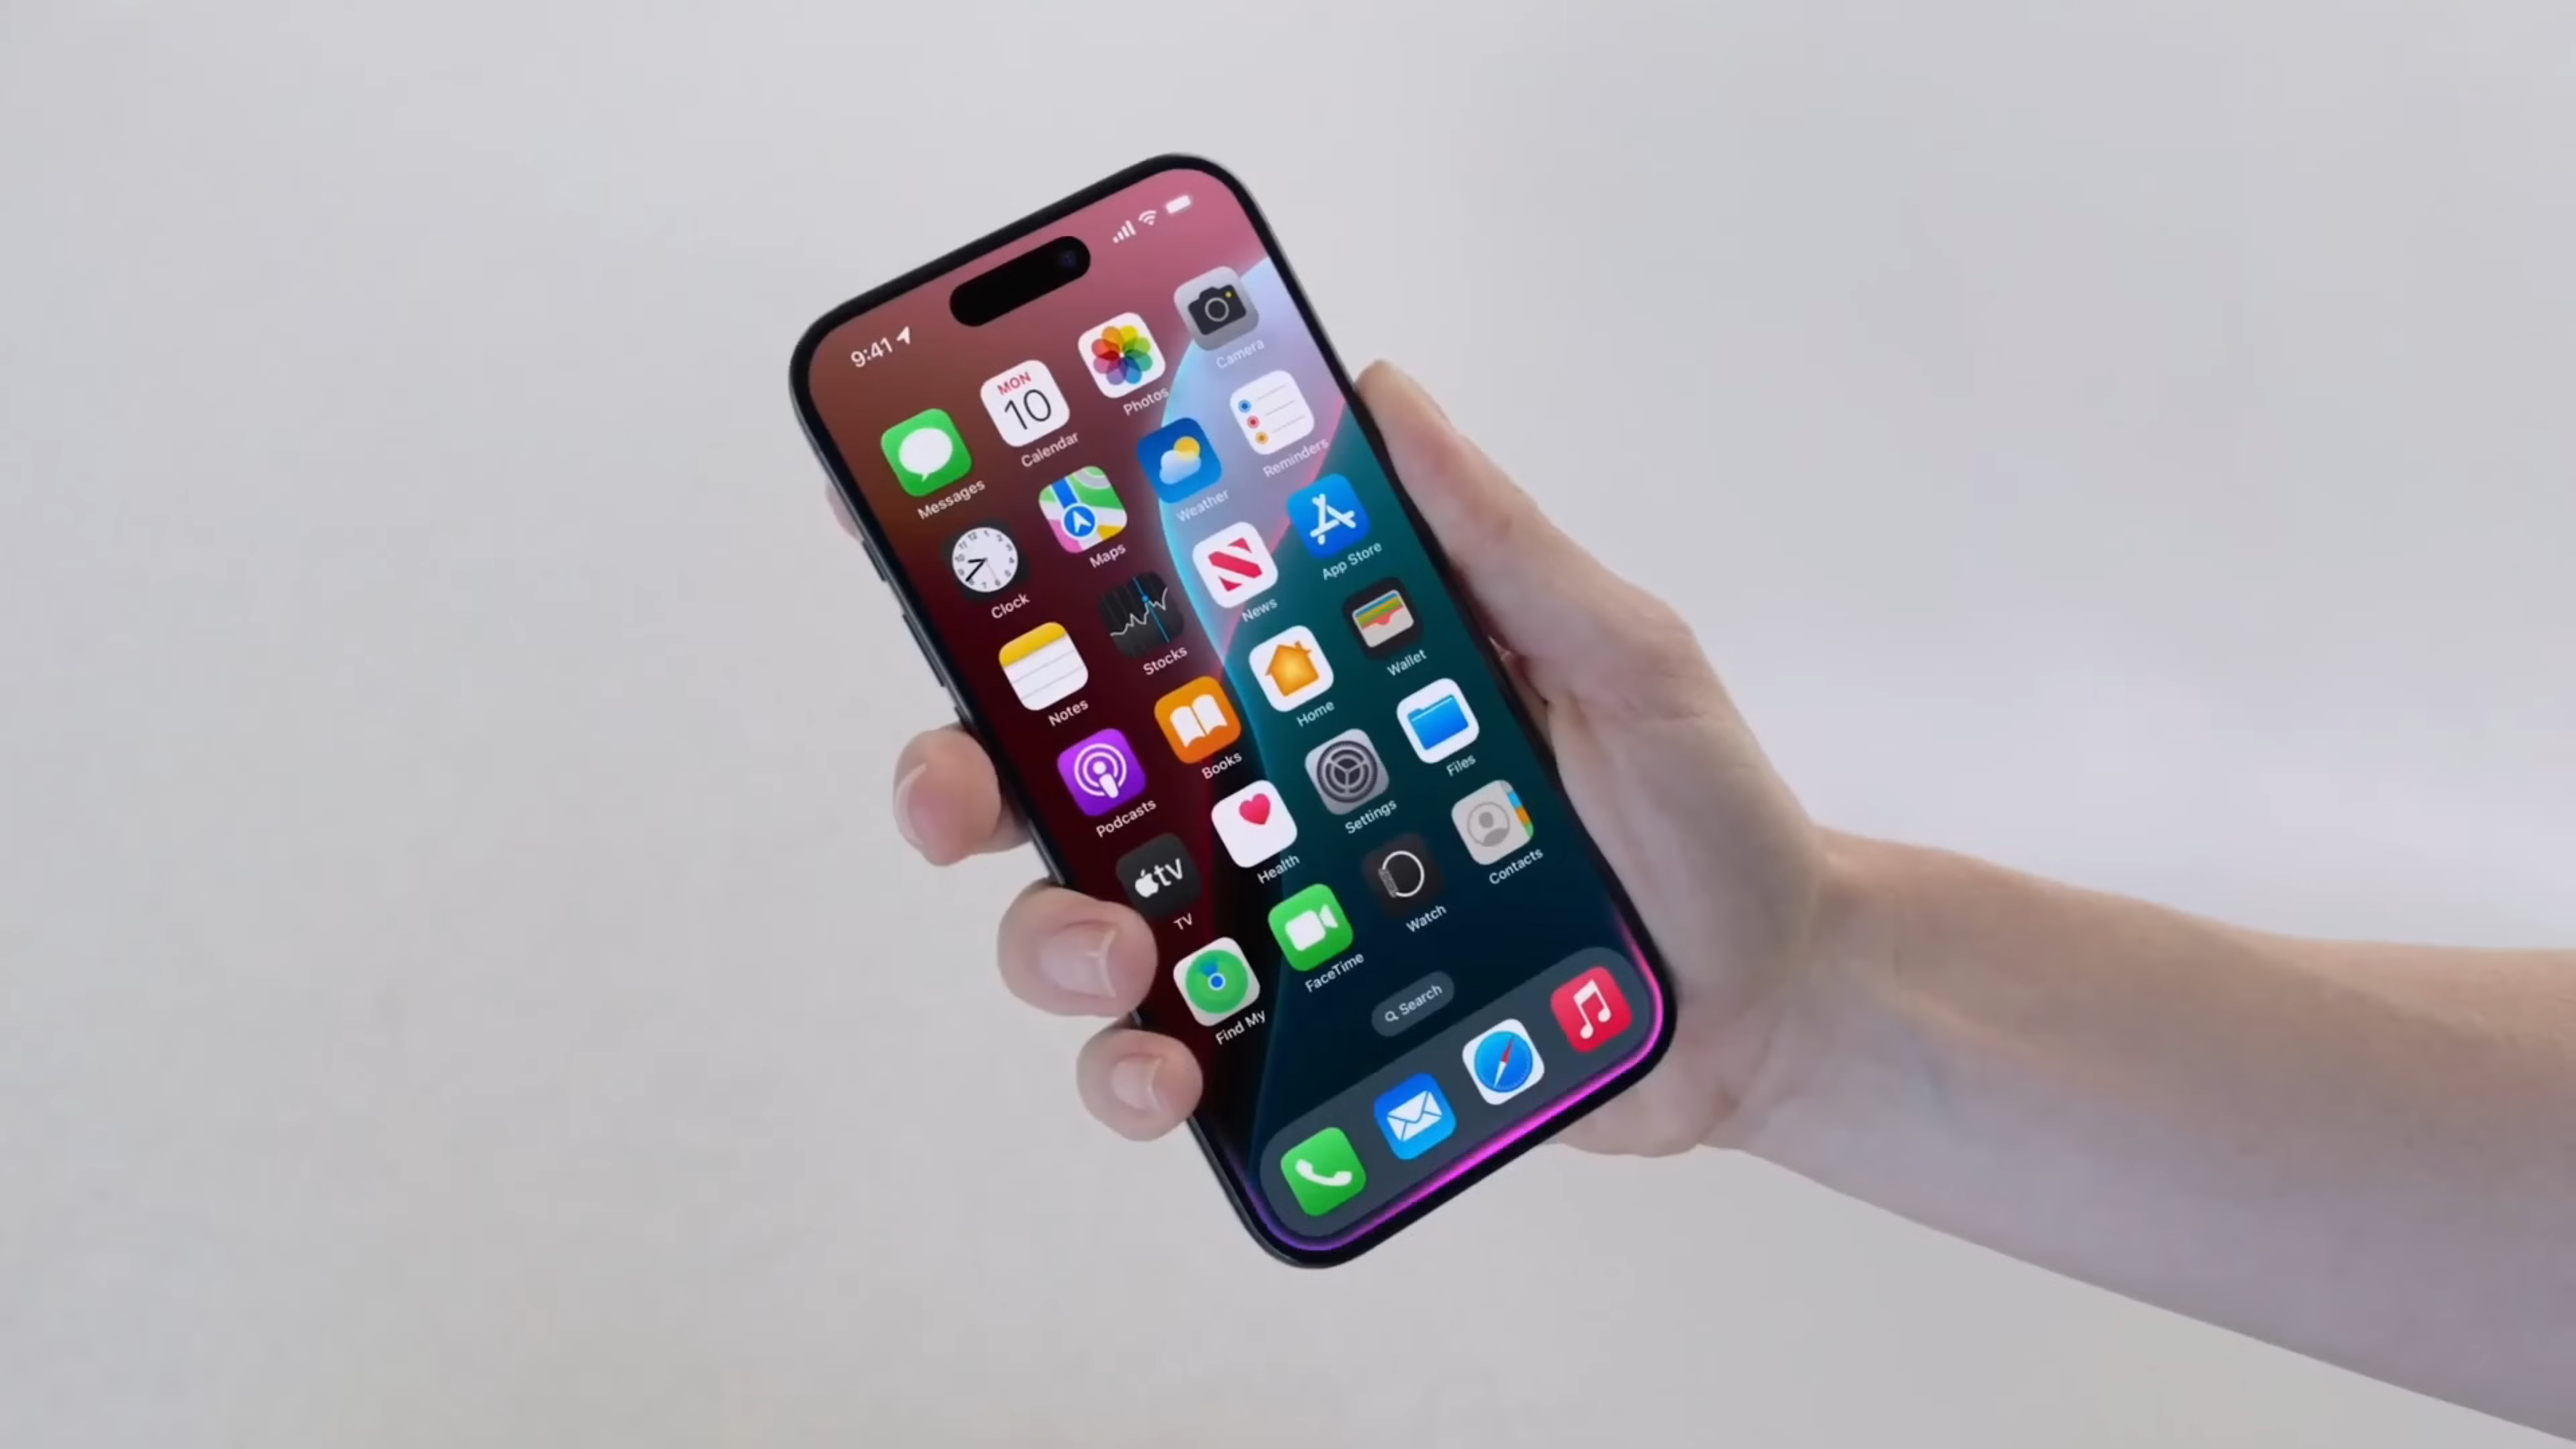 9:41
Messages
MON
10
Calendar
Photos
Camera
Clock
Maps
Weather
Reminders
Notes
Stocks
News
App Store
Podcasts
Books
Home
Wallet
tv
TV
Health
Settings
Files
Find My
FaceTime
Watch
Contacts
Search